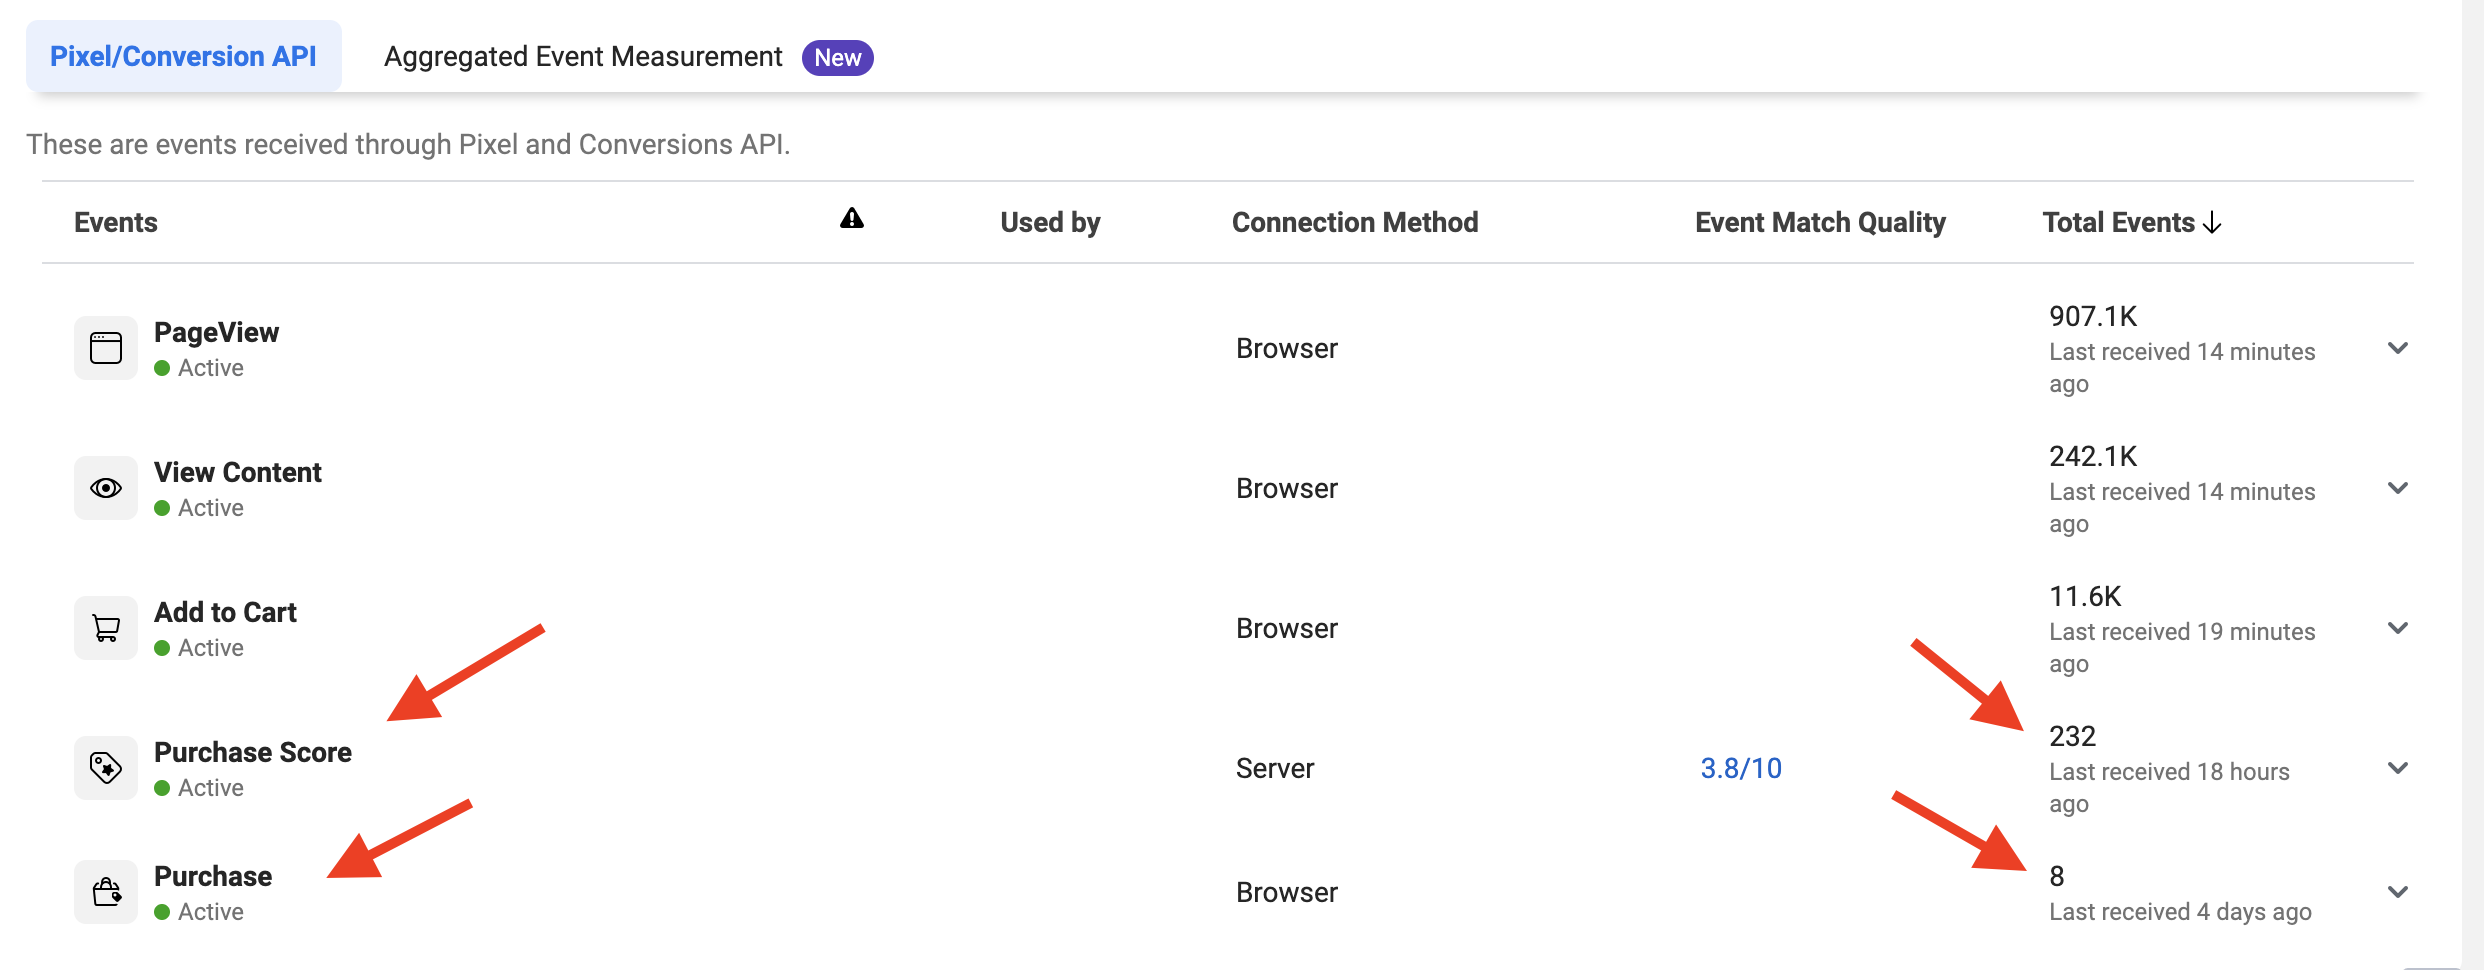 Pixel/Conversion API
Aggregated Event Measurement New
These are events received through Pixel and Conversions API.
Events Used by Connection Method Event Match Quality Total Events
PageView
Active
Browser
907.1K
Last received 14 minutes
ago
View Content
Active
Browser
242.1K
Last received 14 minutes
ago
Add to Cart
Active
Browser
11.6K
Last received 19 minutes
ago
Purchase Score
Active
Server
3.8/10
232
Last received 18 hours
ago
Purchase
Active
Browser
8
Last received 4 days ago